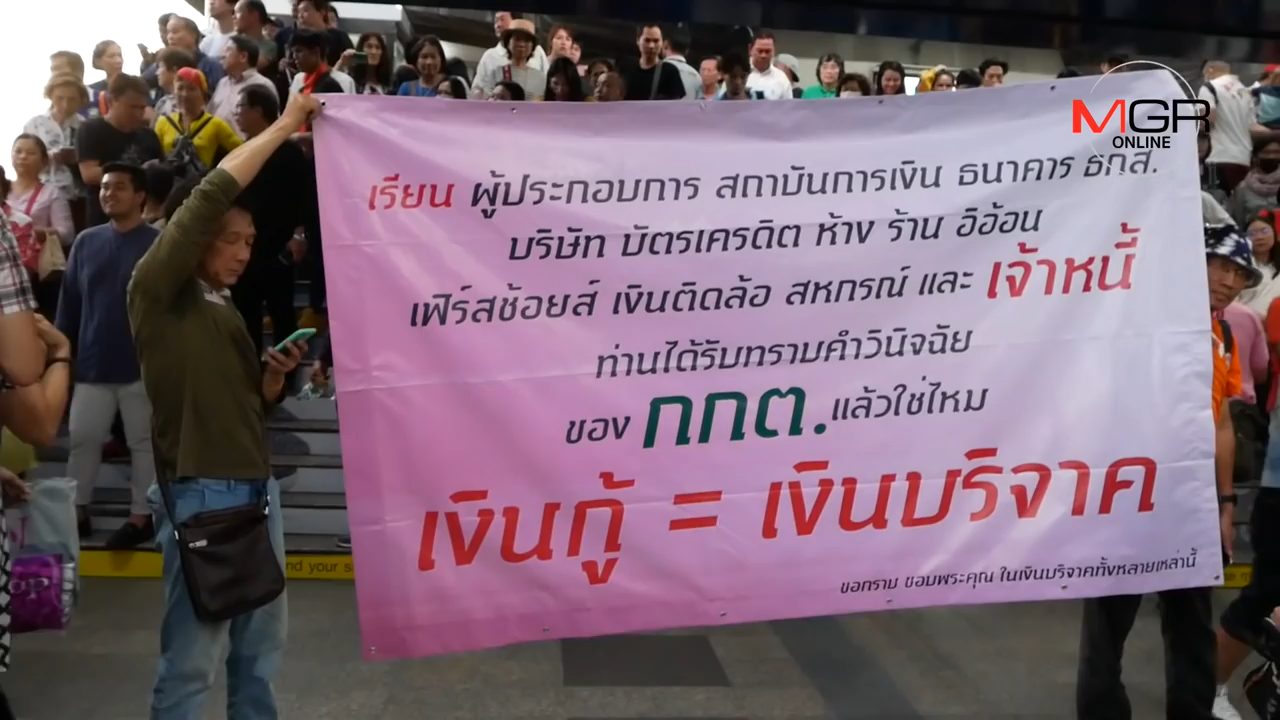 MGR
ONLINE
เรียน ผู้ประกอบการ สถาบันการเงิน ธนาคาร ธกส.
บริษัท บัตรเครดิต ห้าง ร้าน อิออ้น
เฟิร์สช้อยส์ เงินติดล้อ สหกรณ์ และ เจ้าหนี้
ท่านได้รับทราบคำวินิจฉัย
ของ กกต. แล้วใช่ไหม
เงินกู้ = เงินบริจาค
ขอกราบ ขอบพระคุณ ในเงินบริจาคทั้งหลายเหล่านี้
nd your s